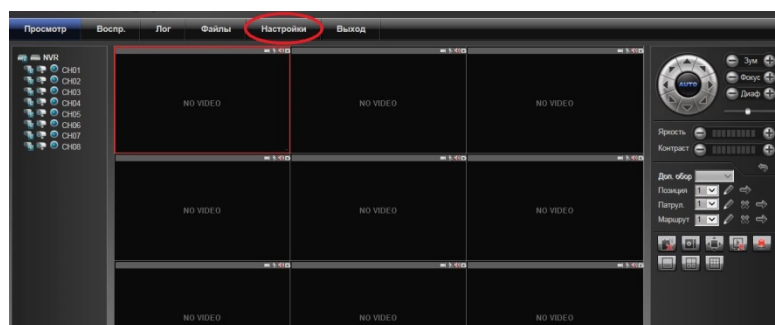 Просмотр Воспр. Лог Файлы Настройки Выход
NVR
CH01
CH02
CH03
CH04
CH05
CH06
CH07
CH08
NO VIDEO NO VIDEO NO VIDEO
NO VIDEO NO VIDEO NO VIDEO
NO VIDEO NO VIDEO NO VIDEO
AUTO
Зум
Фокус
Диаф
Яркость
Контраст
Доп. обор
Позиция 1
Патрул. 1
Маршрут 1